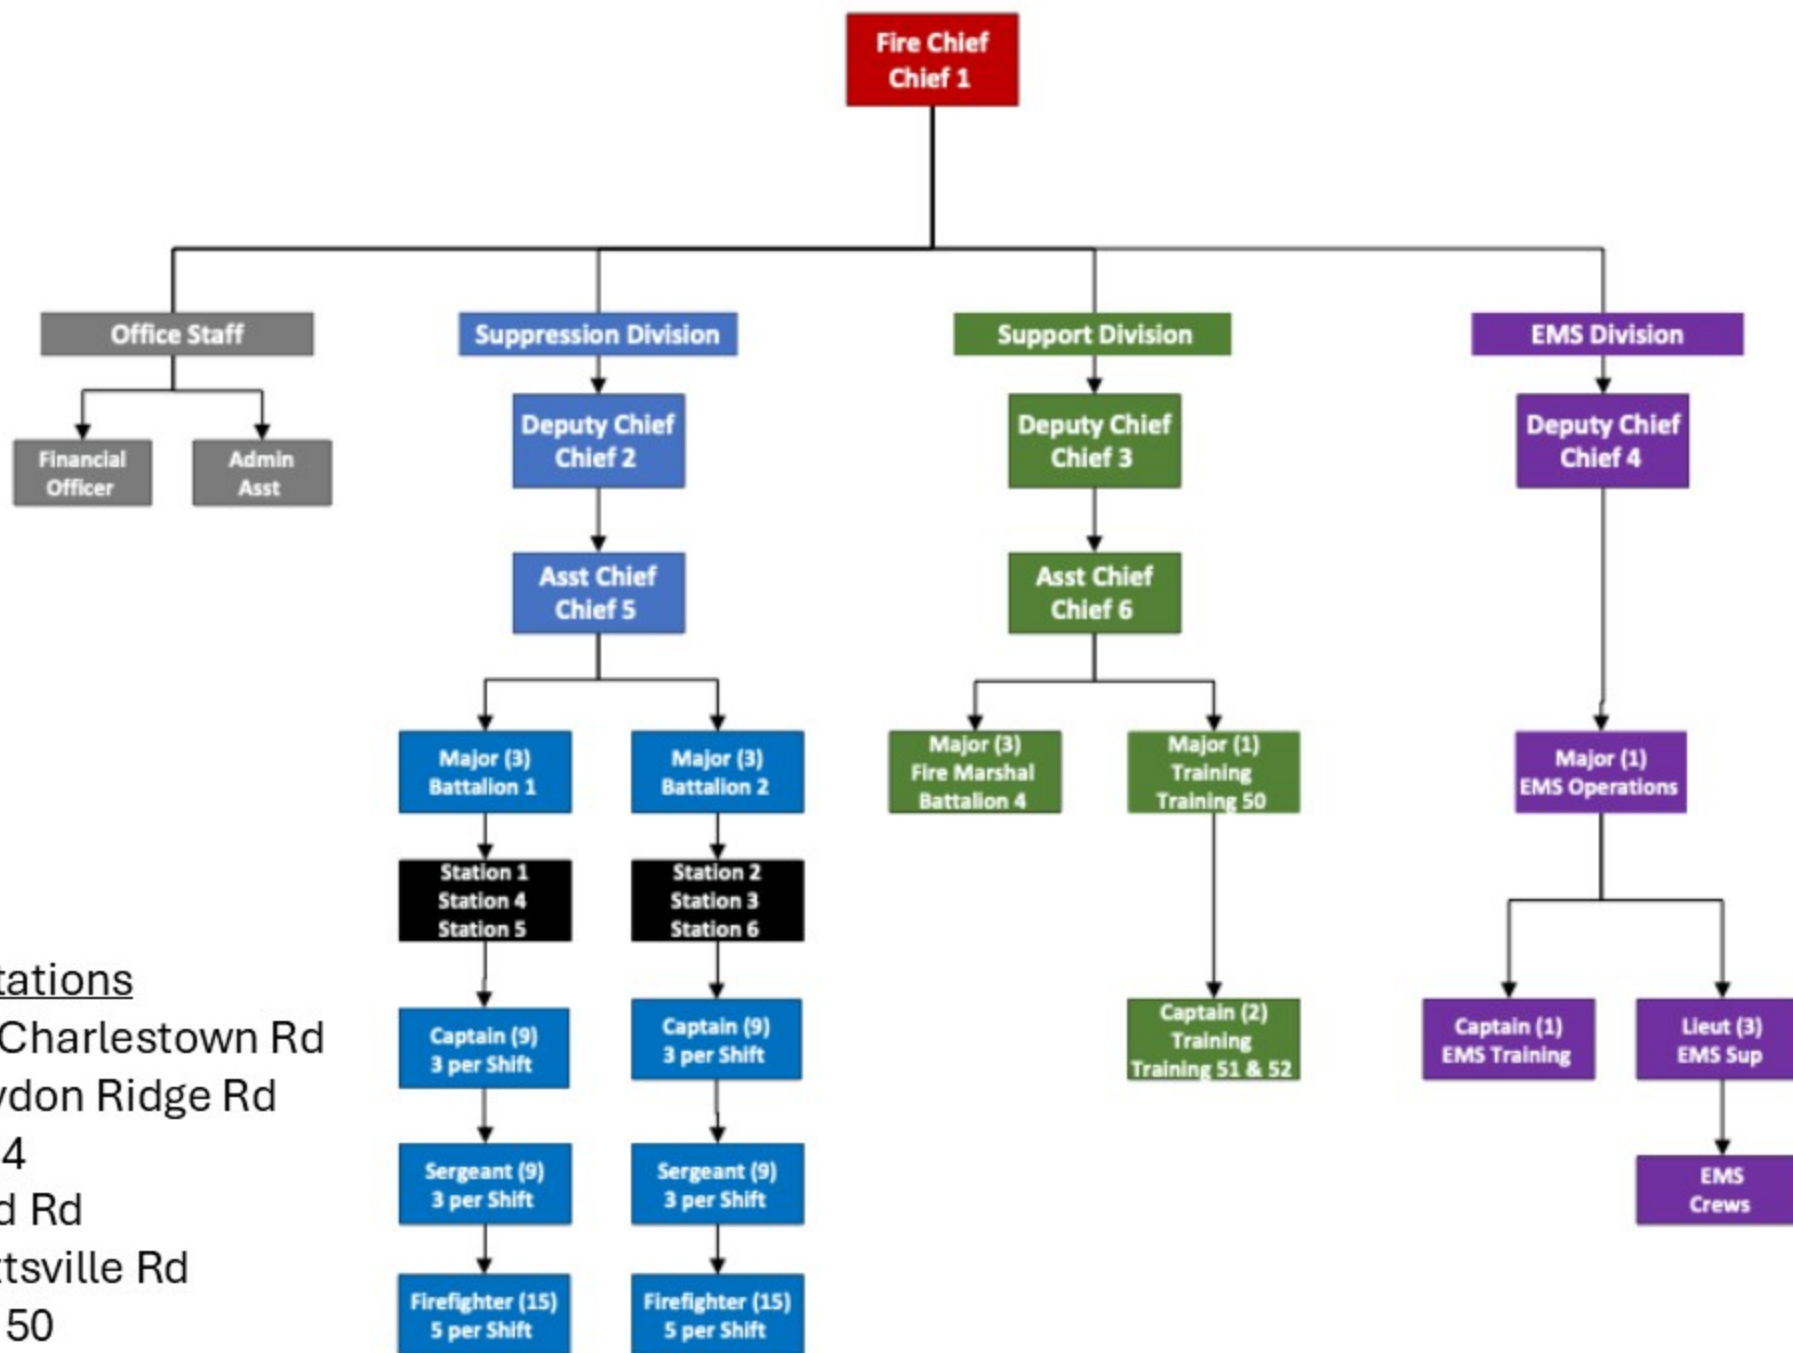 Fire Chief
Chief 1
Office Staff
Suppression Division
Support Division
EMS Division
Financial
Officer
Admin
Asst
Deputy Chief
Chief 2
Deputy Chief
Chief 3
Deputy Chief
Chief 4
Asst Chief
Chief 5
Asst Chief
Chief 6
Major (3)
Battalion 1
Major (3)
Battalion 2
Major (3)
Fire Marshal
Battalion 4
Major (1)
Training
Training 50
Major (1)
EMS Operations
Station 1
Station 4
Station 5
Station 2
Station 3
Station 6
Captain (9)
3 per Shift
Captain (9)
3 per Shift
Captain (2)
Training
Training 51 & 52
Captain (1)
EMS Training
Lieut (3)
EMS Sup
Sergeant (9)
3 per Shift
Sergeant (9)
3 per Shift
EMS
Crews
Firefighter (15)
5 per Shift
Firefighter (15)
5 per Shift
tations
Charlestown Rd
ydon Ridge Rd
4
d Rd
ttsville Rd
50